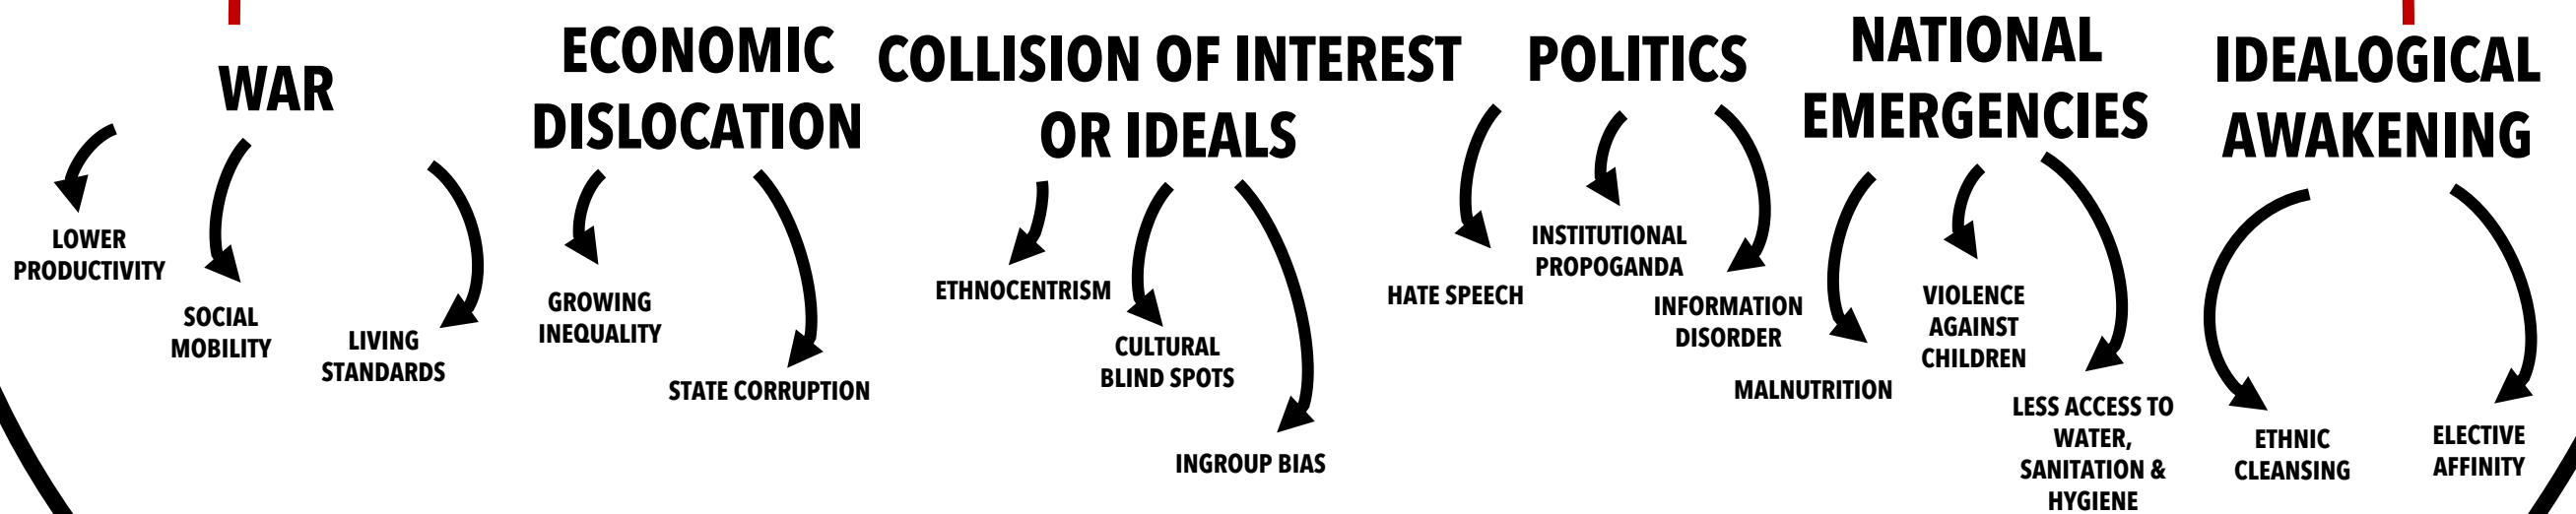 WAR
LOWER
PRODUCTIVITY
SOCIAL
MOBILITY
LIVING
STANDARDS
ECONOMIC
DISLOCATION
GROWING
INEQUALITY
STATE CORRUPTION
COLLISION OF INTEREST
OR IDEALS
ETHNOCENTRISM
CULTURAL
BLIND SPOTS
INGROUP BIAS
POLITICS
HATE SPEECH
INSTITUTIONAL
PROPOGANDA
INFORMATION
DISORDER
NATIONAL
EMERGENCIES
MALNUTRITION
VIOLENCE
AGAINST
CHILDREN
LESS ACCESS TO
WATER,
SANITATION &
HYGIENE
IDEALOGICAL
AWAKENING
ETHNIC
CLEANSING
ELECTIVE
AFFINITY